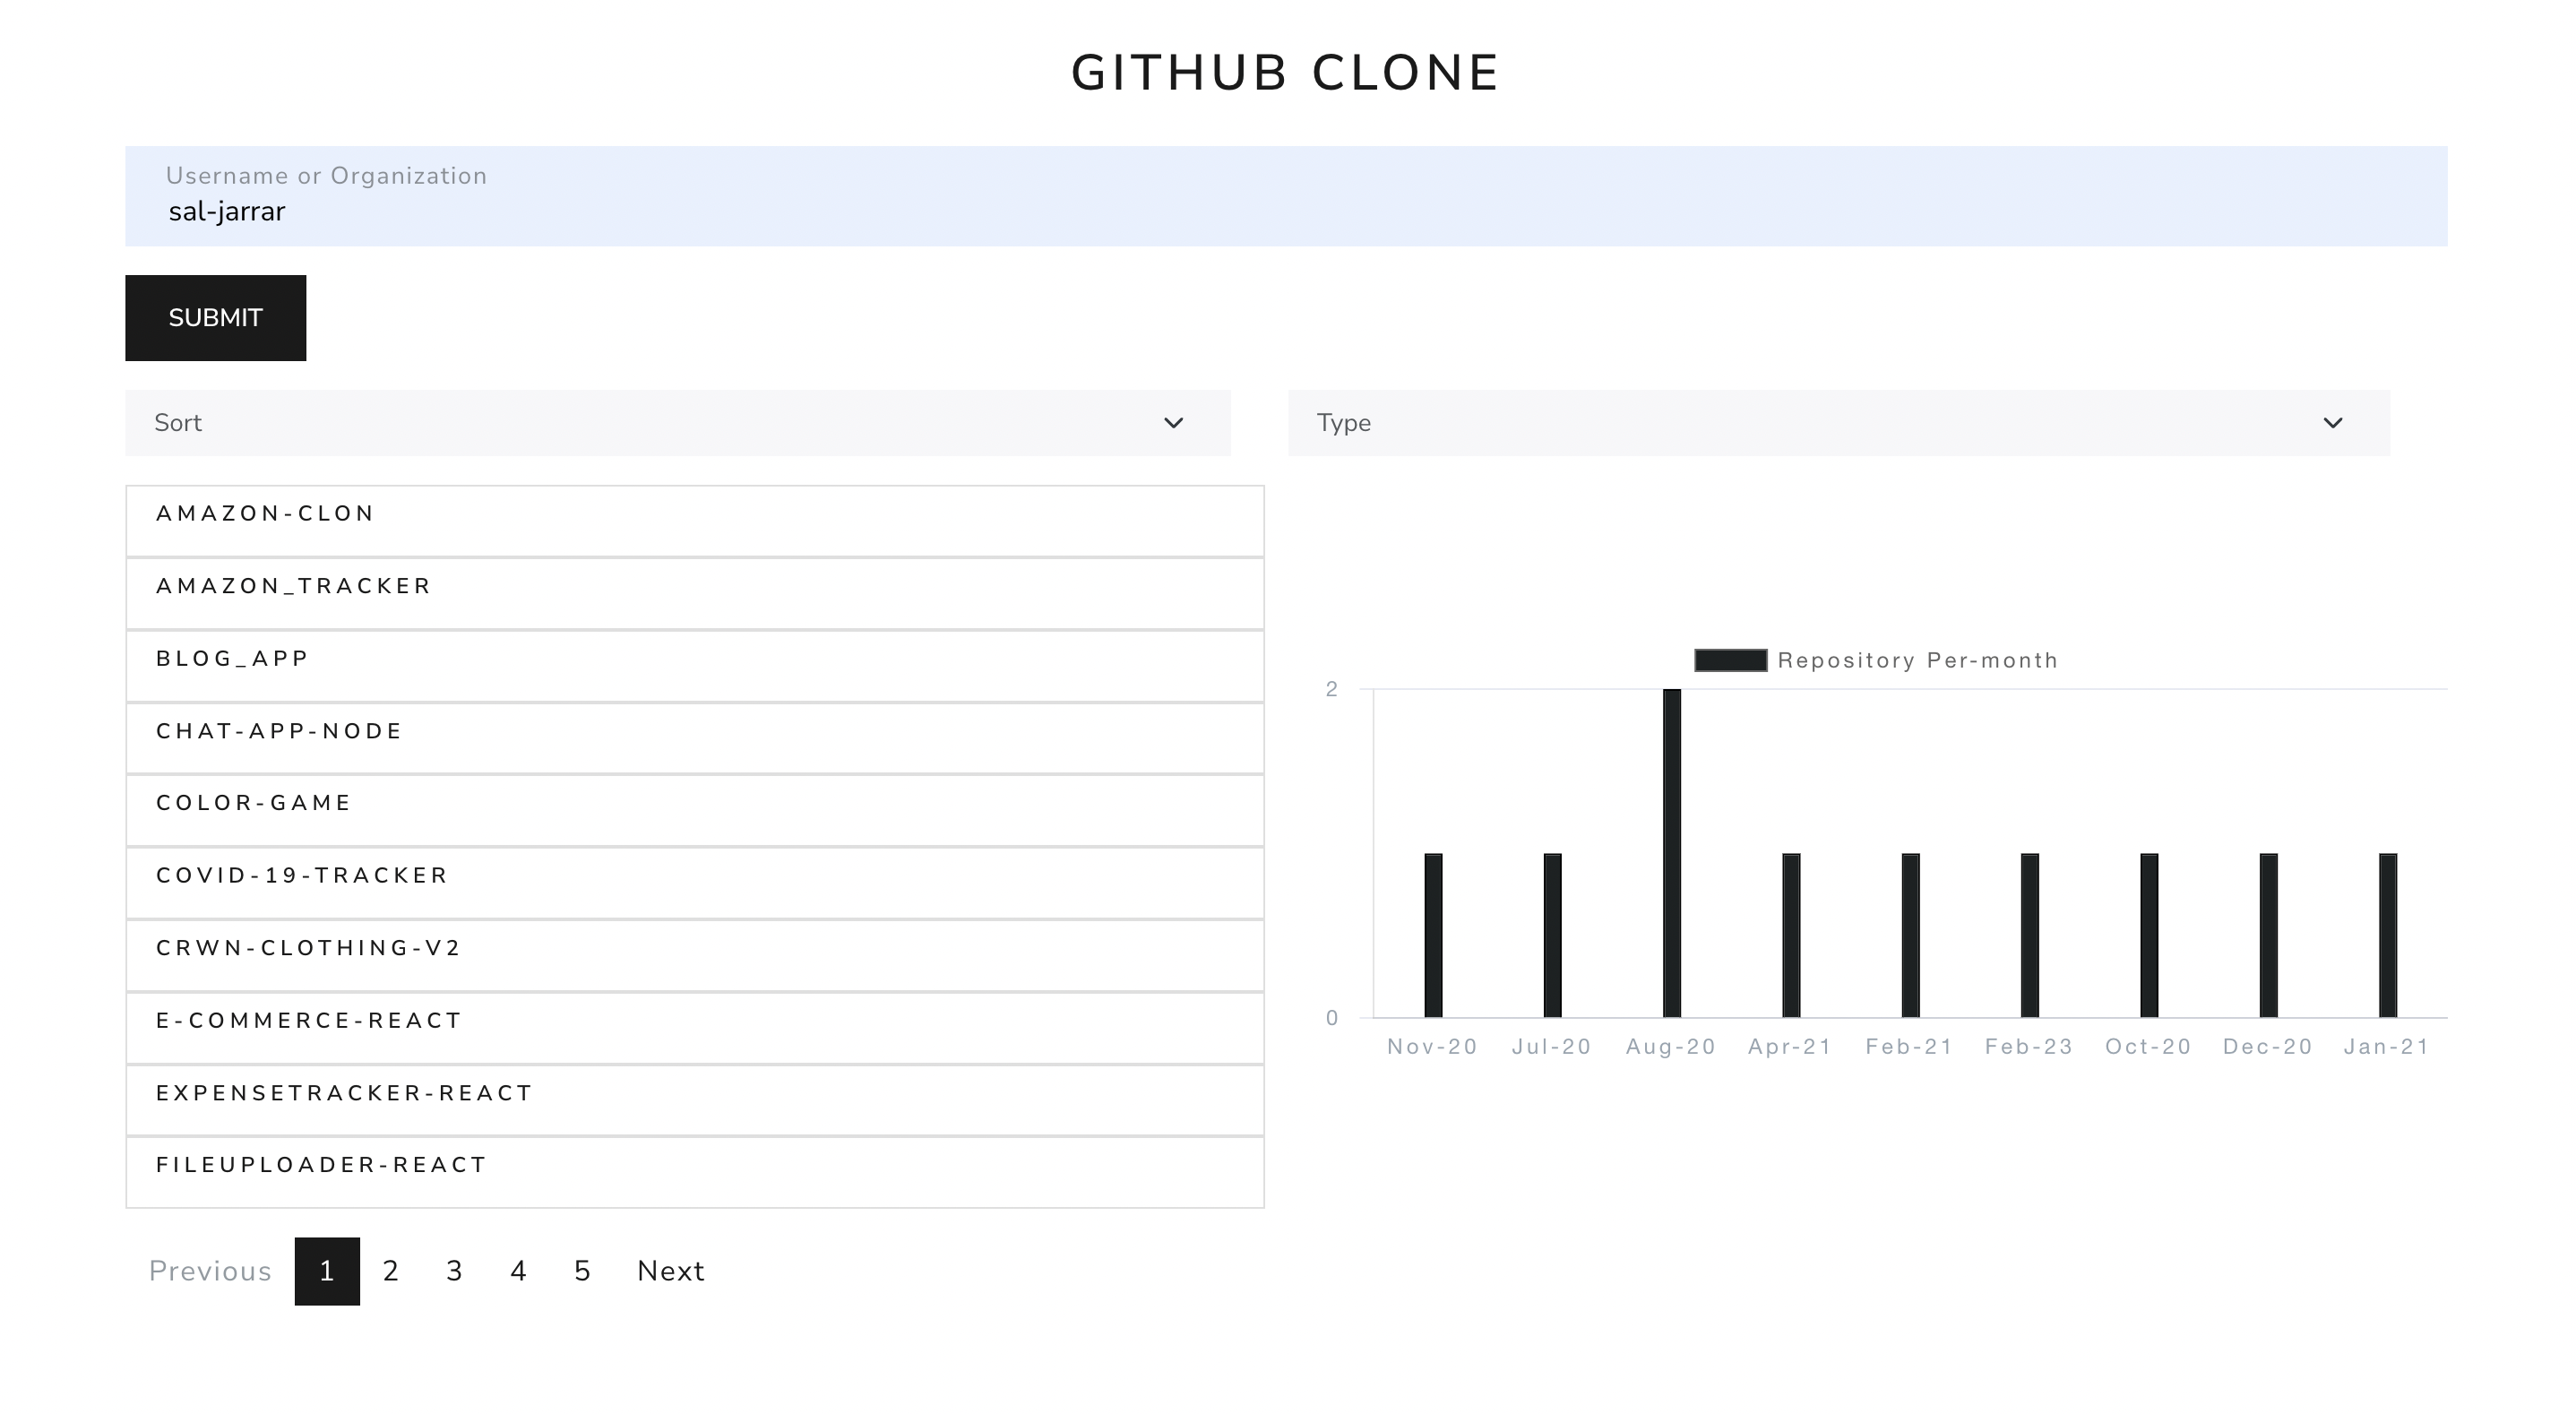 GITHUB CLONE
Username or Organization
sal-jarrar
SUBMIT
Sort
Type
AMAZON-CLON
AMAZON_TRACKER
BLOG_APP
CHAT-APP-NODE
COLOR-GAME
COVID-19-TRACKER
CRWN-CLOTHING-V2
E-COMMERCE-REACT
EXPENSETRACKER-REACT
FILEUPLOADER-REACT
Previous 1 2 3 4 5 Next
Repository Per-month
2
0
Nov-20 Jul-20 Aug-20 Apr-21 Feb-21 Feb-23 Oct-20 Dec-20 Jan-21